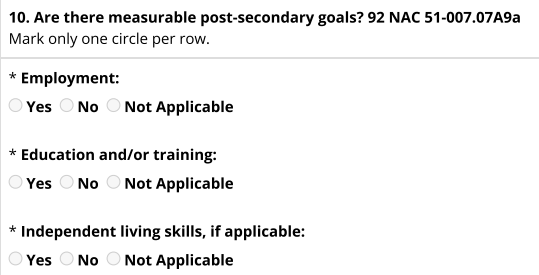 10. Are there measurable post-secondary goals? 92 NAC 51-007.07A9a
Mark only one circle per row.
* Employment:
Yes No Not Applicable
* Education and/or training:
Yes No Not Applicable
* Independent living skills, if applicable:
Yes No Not Applicable